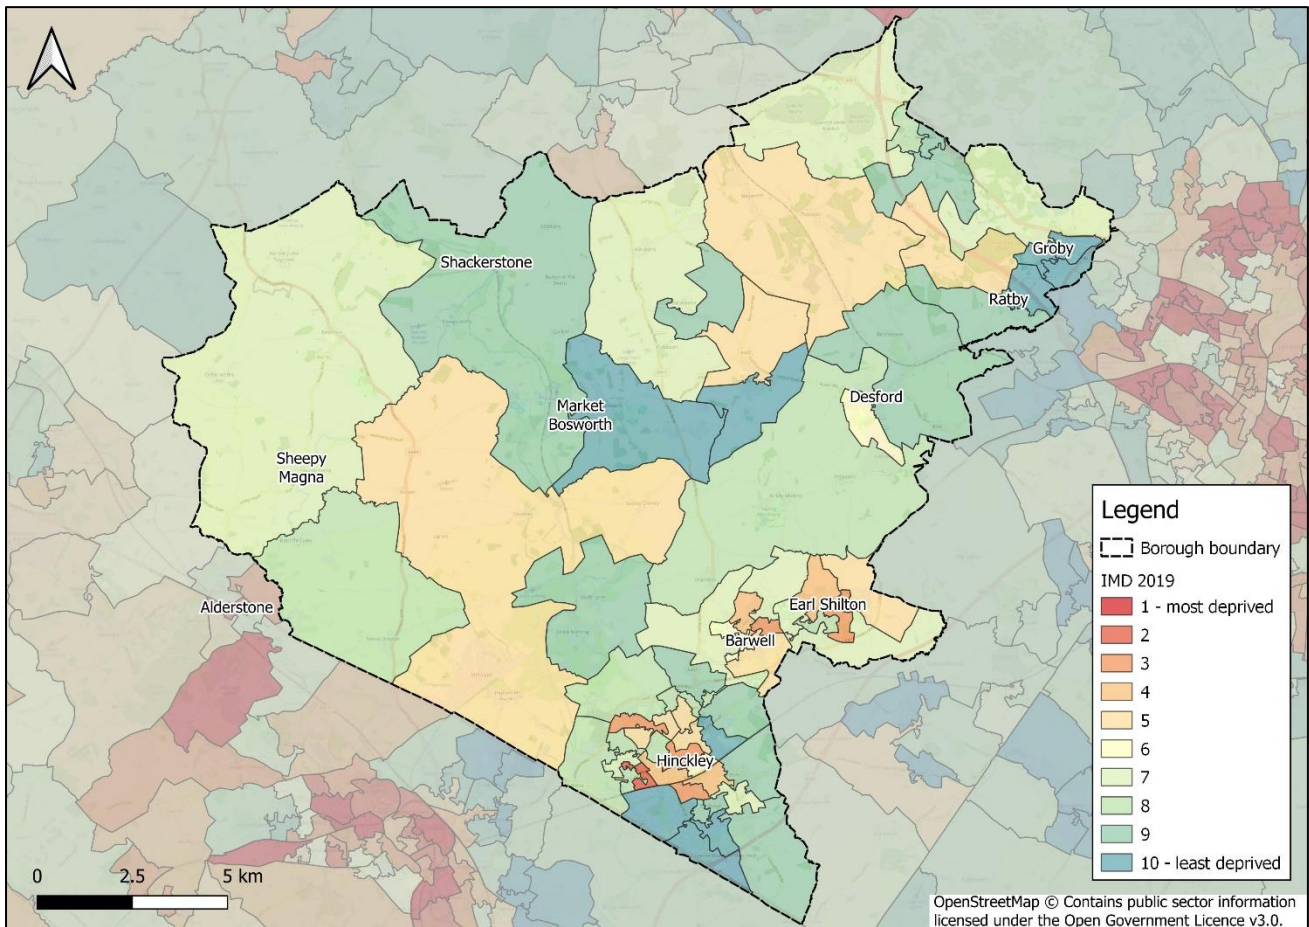 Shackerstone
Groby
Ratby
Market
Bosworth
Desford
Sheepy
Magna
Alderstone
Earl Shilton
Barwell
Hinckley
Legend
Borough boundary
IMD 2019
1 - most deprived
2
3
4
5
6
7
8
9
10 - least deprived
0
2.5
5 km
OpenStreetMap © Contains public sector information
licensed under the Open Government Licence v3.0.